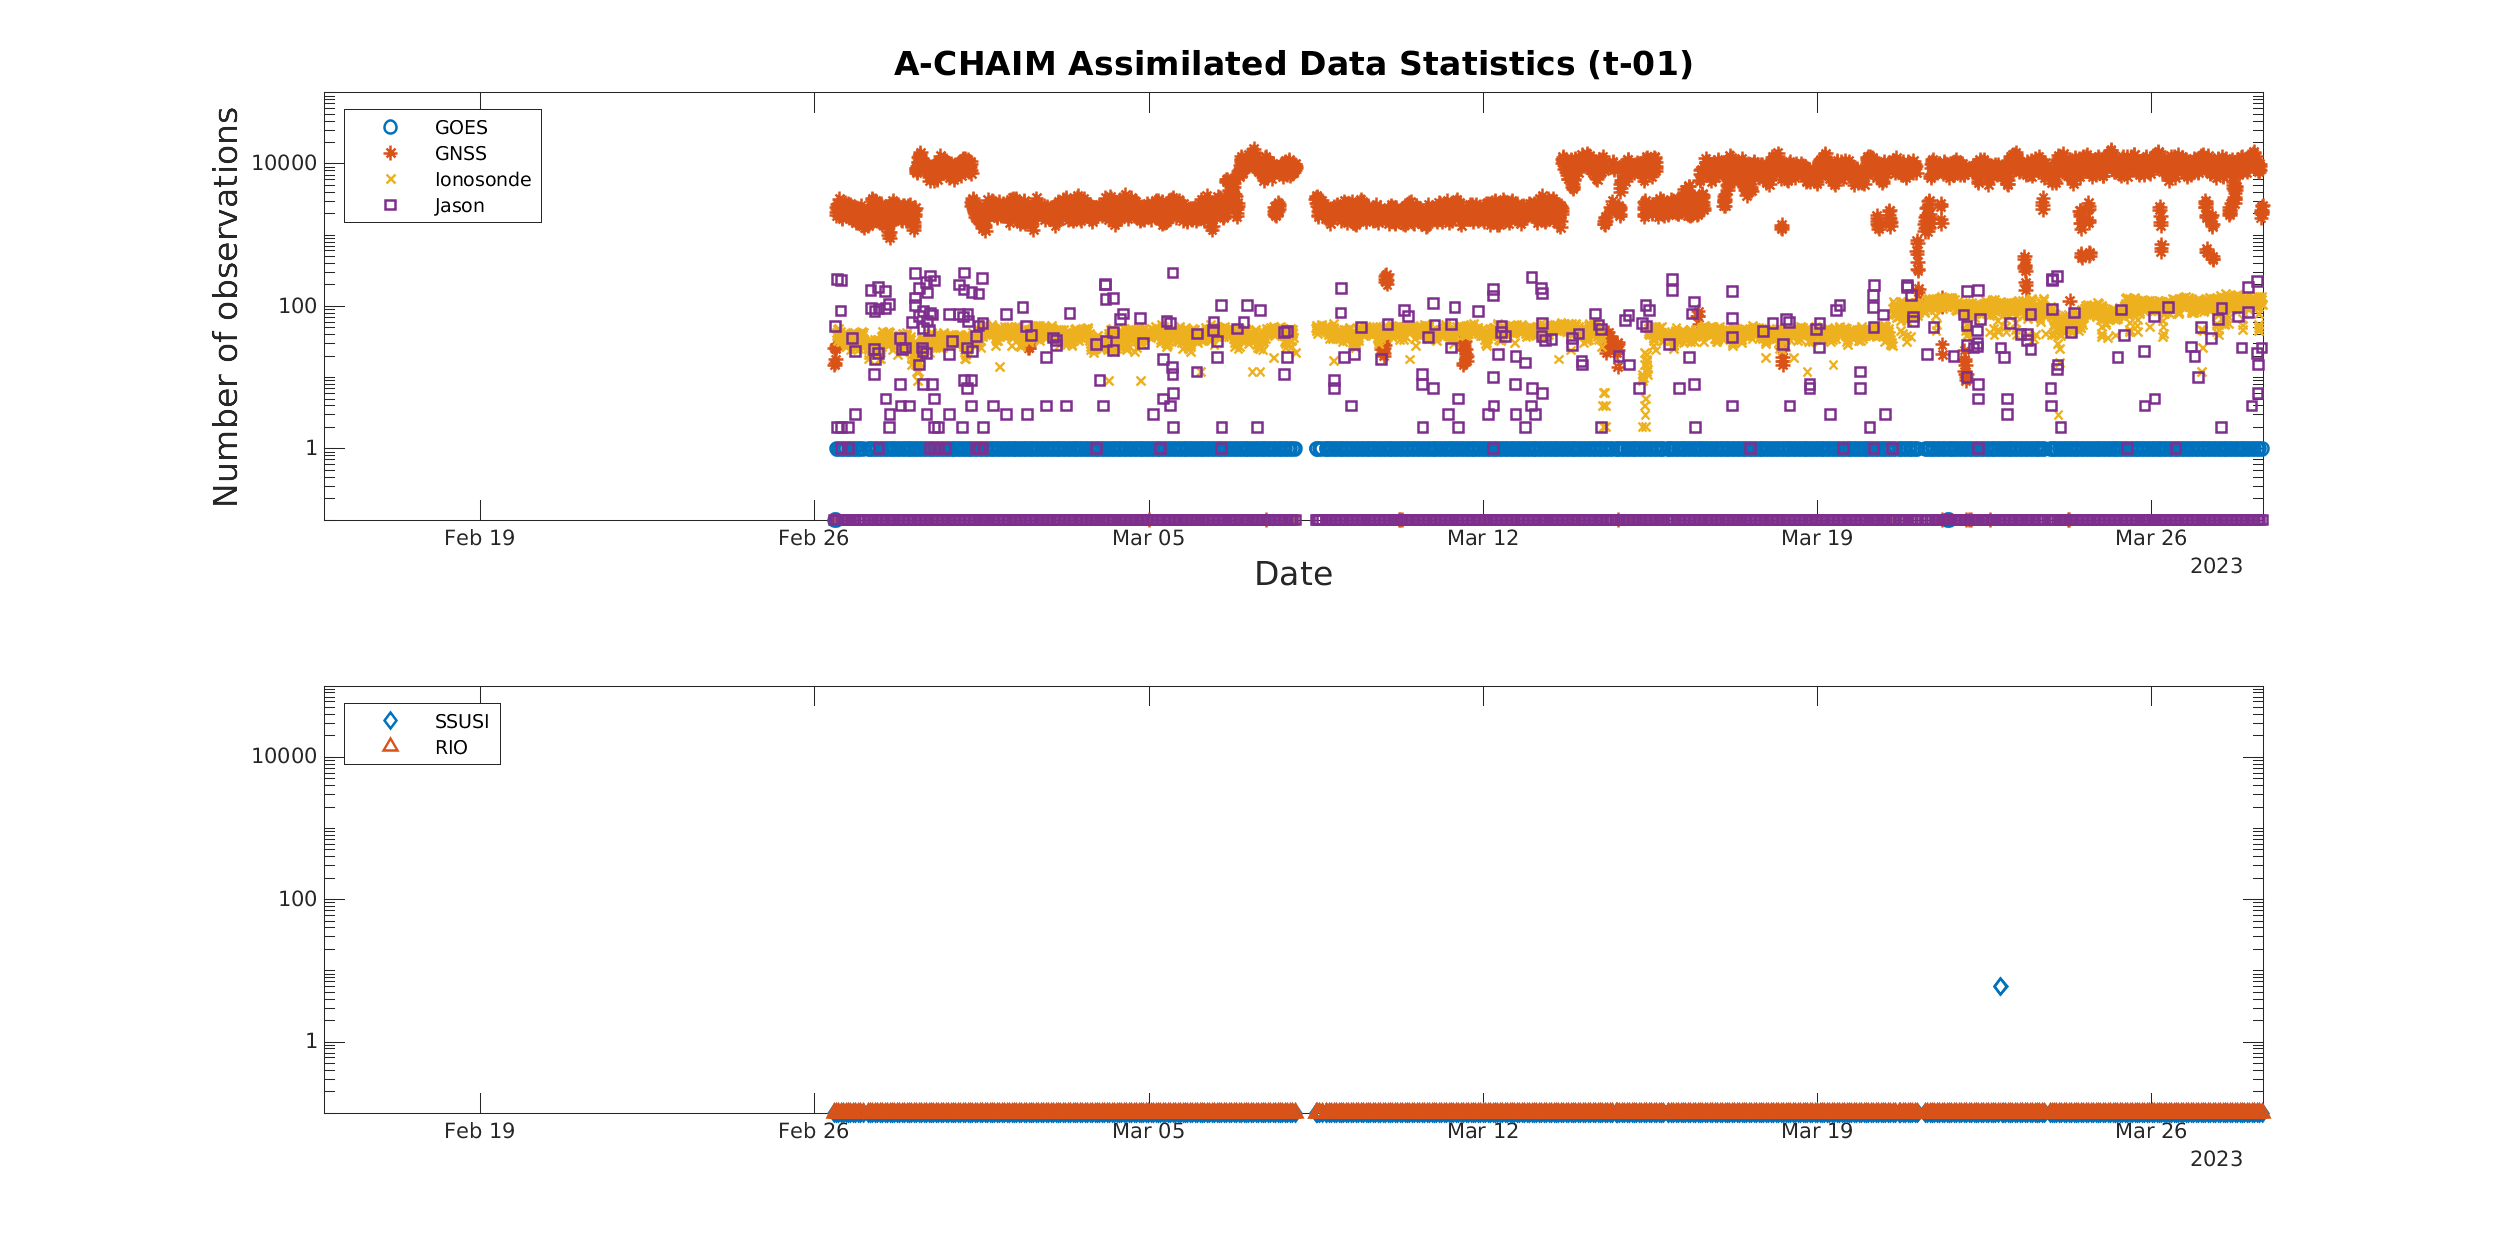 A-CHAIM Assimilated Data Statistics (t-01)
Number of observations
10000
100
1
GOES
GNSS
Ionosonde
Jason
Feb 19 Feb 26 Mar 05 Mar 12 Mar 19 Mar 26
2023
Date
10000
100
1
SSUSI
RIO
Feb 19 Feb 26 Mar 05 Mar 12 Mar 19 Mar 26
2023